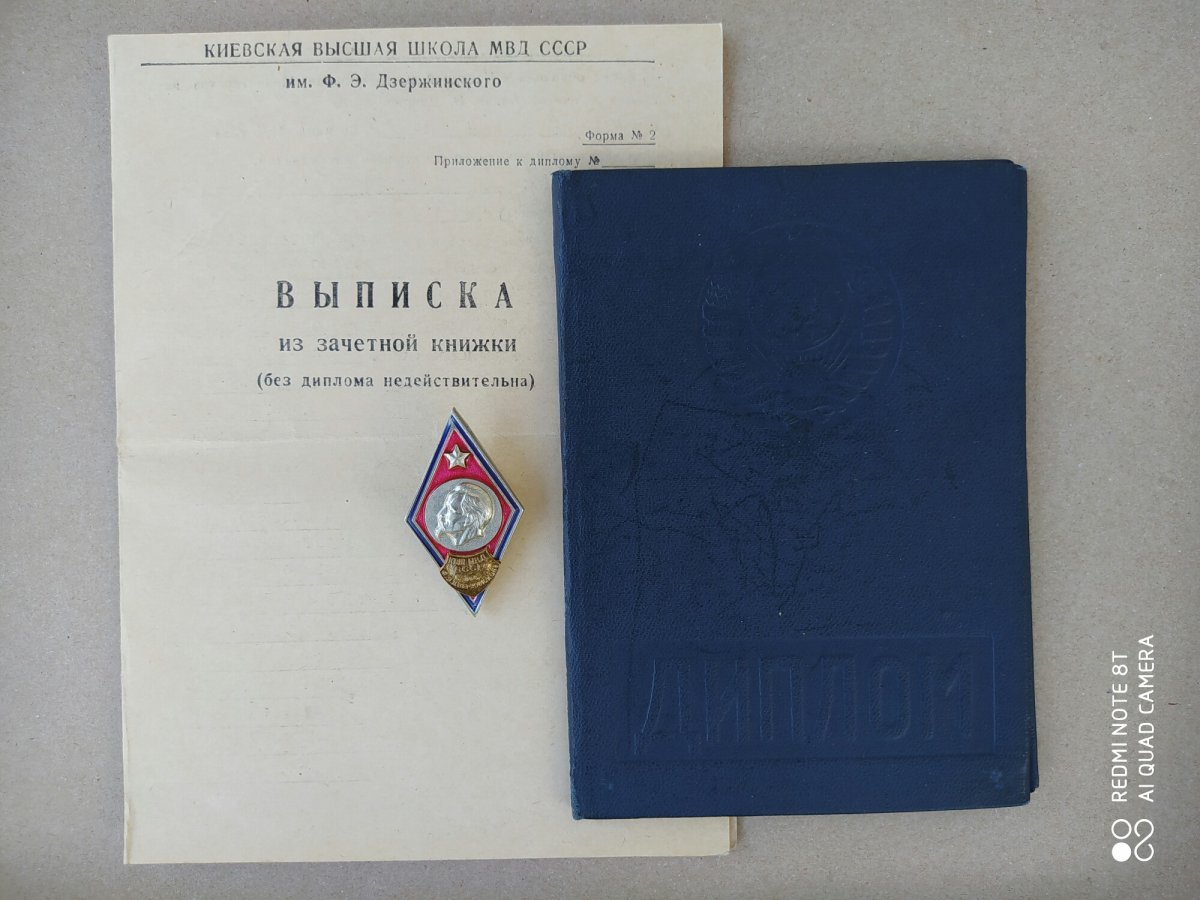 КИЕВСКАЯ ВЫСШАЯ ШКОЛА МВД СССР
им. Ф. Э. Дзержинского
Форма № 2
Приложение к диплому №
ВЫПИСКА
из зачетной книжки
(без диплома недействительна)
ДИПЛОМ
REDMI NOTE 8T
AI QUAD CAMERA